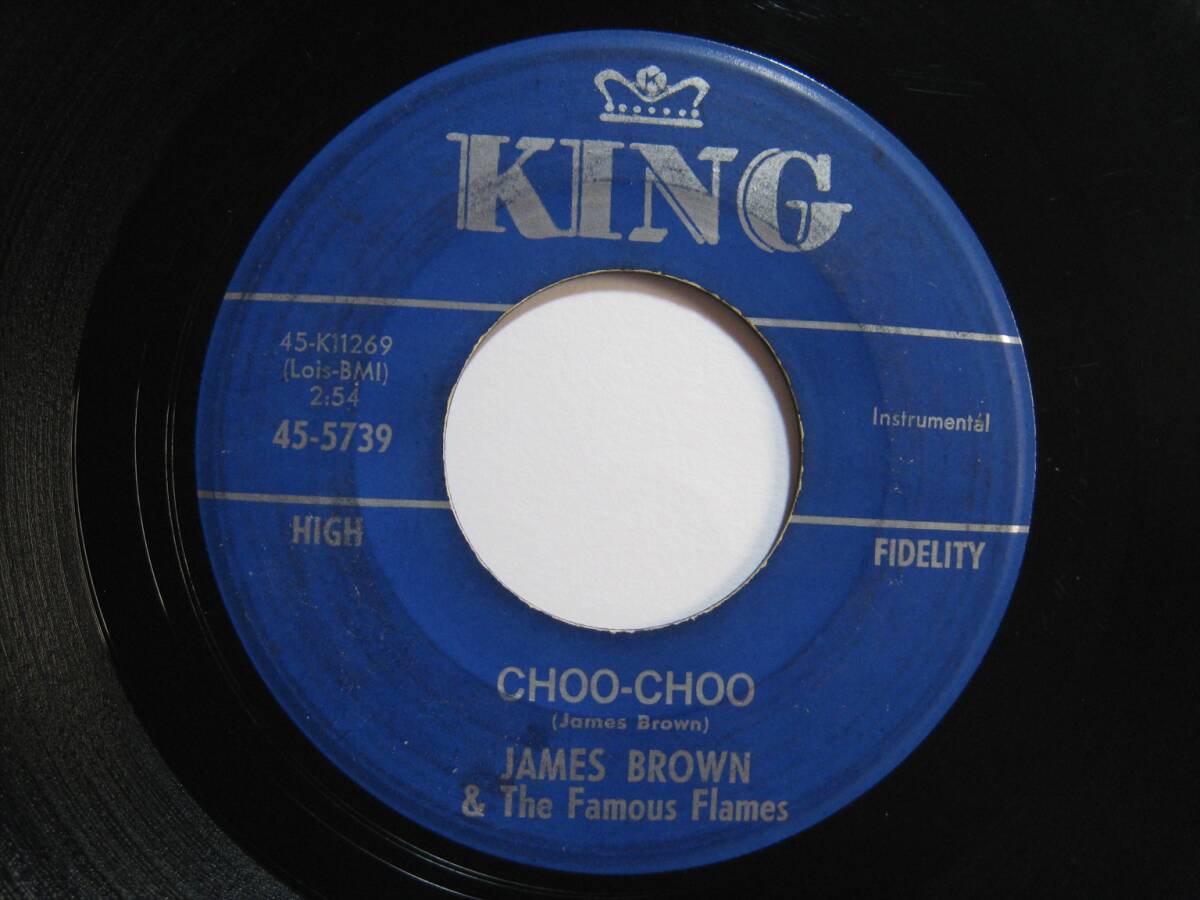 K
KING
45-K11269
(Lois-BMI)
2:54
45-5739
Instrumental
HIGH
FIDELITY
CHOO-CHOO
(James Brown)
JAMES BROWN
& The Famous Flames